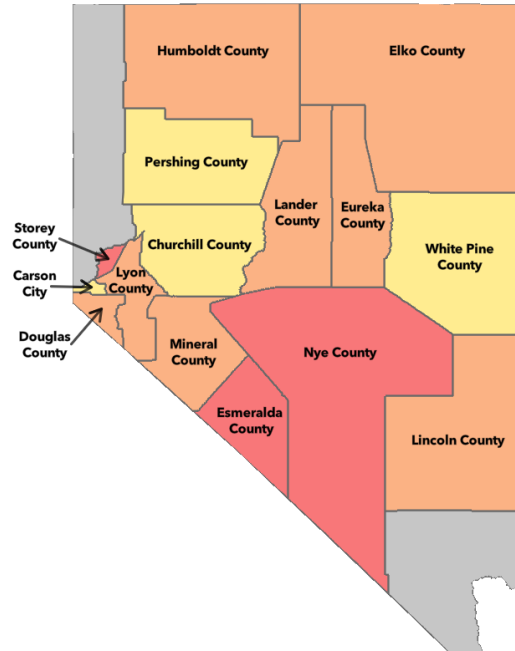 Humboldt County
Elko County
Pershing County
Lander
County
Eureka
County
Storey
County
Churchill County
White Pine
County
Carson
City
Lyon
County
Douglas
County
Mineral
County
Nye County
Esmeralda
County
Lincoln County